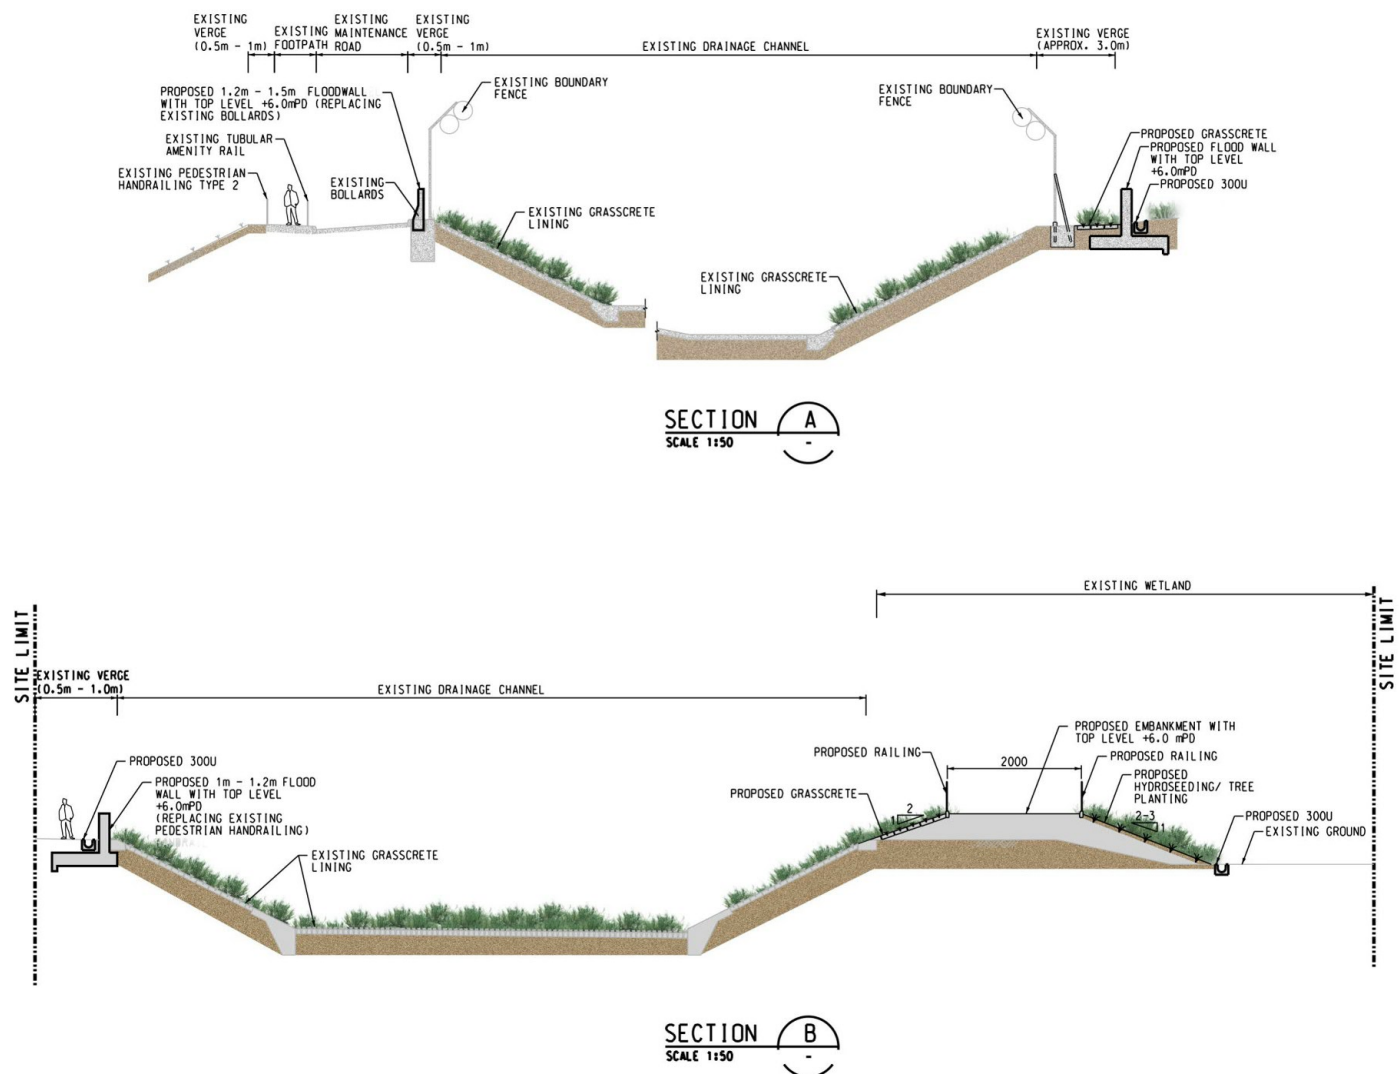 EXISTING
VERGE
(0.5m - 1m)
EXISTING
FOOTPATH
EXISTING
MAINTENANCE
ROAD
EXISTING
VERGE
(0.5m - 1m)
EXISTING DRAINAGE CHANNEL
EXISTING VERGE
(APPROX. 3.0m)
PROPOSED 1.2m - 1.5m FLOODWALL
WITH TOP LEVEL +6.0mPD (REPLACING
EXISTING BOLLARDS)
EXISTING TUBULAR
AMENITY RAIL
EXISTING PEDESTRIAN
HANDRAILING TYPE 2
EXISTING
BOLLARDS
EXISTING BOUNDARY
FENCE
EXISTING GRASSCRETE
LINING
EXISTING GRASSCRETE
LINING
EXISTING BOUNDARY
FENCE
PROPOSED GRASSCRETE
PROPOSED FLOOD WALL
WITH TOP LEVEL
+6.0mPD
PROPOSED 300U
SECTION A
SCALE 1:50 -
SITE LIMIT
EXISTING VERGE
(0.5m - 1.0m)
EXISTING DRAINAGE CHANNEL
EXISTING WETLAND
SITE LIMIT
PROPOSED 300U
PROPOSED 1m - 1.2m FLOOD
WALL WITH TOP LEVEL
+6.0mPD
(REPLACING EXISTING
PEDESTRIAN HANDRAILING)
EXISTING GRASSCRETE
LINING
PROPOSED RAILING
PROPOSED GRASSCRETE
2
1
2000
PROPOSED EMBANKMENT WITH
TOP LEVEL +6.0 mPD
PROPOSED RAILING
PROPOSED
HYDROSEEDING/ TREE
PLANTING
2-3
1
PROPOSED 300U
EXISTING GROUND
SECTION B
SCALE 1:50 -